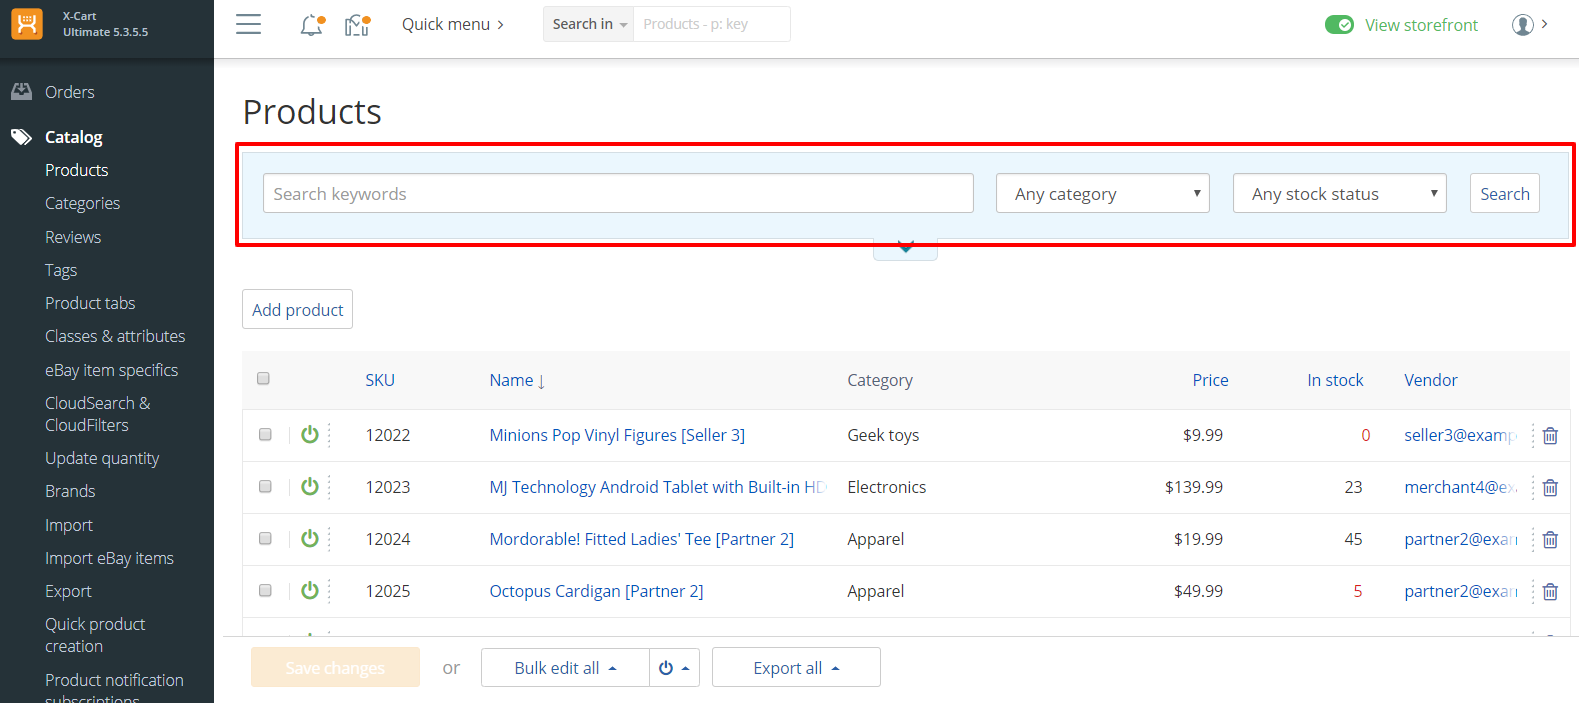 X-Cart
Ultimate 5.3.5.5
Quick menu
Search in
Products - p: key
View storefront
Orders
Catalog
Products
Categories
Reviews
Tags
Product tabs
Classes & attributes
eBay item specifics
CloudSearch &
CloudFilters
Update quantity
Brands
Import
Import eBay items
Export
Quick product
creation
Product notification
subscriptions
Products
Search keywords
Any category
Any stock status
Search
Add product
SKU Name ↓ Category Price In stock Vendor
12022 Minions Pop Vinyl Figures [Seller 3] Geek toys $9.99 0 seller3@examp
12023 MJ Technology Android Tablet with Built-in HD Electronics $139.99 23 merchant4@ex
12024 Mordorable! Fitted Ladies' Tee [Partner 2] Apparel $19.99 45 partner2@exan
12025 Octopus Cardigan [Partner 2] Apparel $49.99 5 partner2@exan
Save changes or Bulk edit all Export all